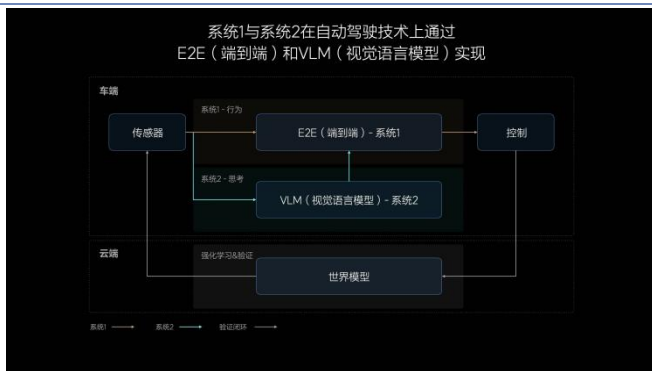 系统1与系统2在自动驾驶技术上通过
E2E（端到端）和VLM（视觉语言模型）实现
车端
系统1 - 行为
传感器
E2E（端到端）- 系统1
控制
系统2 - 思考
VLM（视觉语言模型）- 系统2
云端
强化学习&验证
世界模型
系统1
系统2
验证闭环